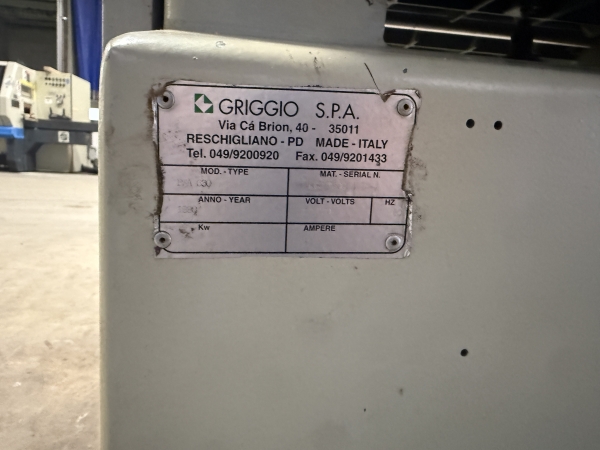 GRIGGIO S.P.A.
Via Cá Brion, 40 - 35011
RESCHIGLIANO - PD MADE - ITALY
Tel. 049/9200920 Fax. 049/9201433
MOD. - TYPE MAT. - SERIAL N.
ANNO - YEAR VOLT - VOLTS HZ
Kw AMPERE